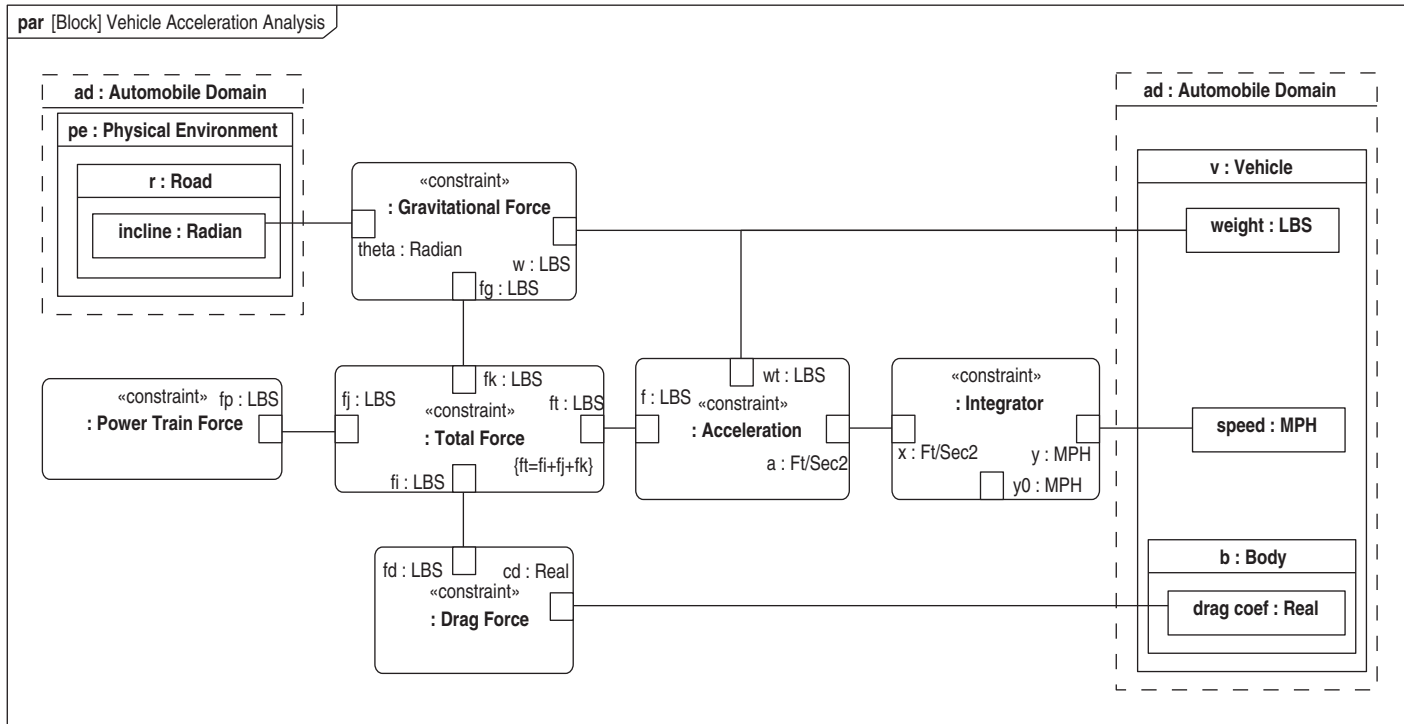 par [Block] Vehicle Acceleration Analysis
ad : Automobile Domain
pe : Physical Environment
r : Road
incline : Radian
«constraint»
: Gravitational Force
theta : Radian
w : LBS
fg : LBS
ad : Automobile Domain
v : Vehicle
weight : LBS
speed : MPH
b : Body
drag coef : Real
«constraint»
fp : LBS
: Power Train Force
fk : LBS
fj : LBS
ft : LBS
«constraint»
: Total Force
{ft=fi+fj+fk}
fi : LBS
wt : LBS
f : LBS
«constraint»
: Acceleration
a : Ft/Sec2
«constraint»
: Integrator
x : Ft/Sec2
y : MPH
y0 : MPH
fd : LBS
cd : Real
«constraint»
: Drag Force